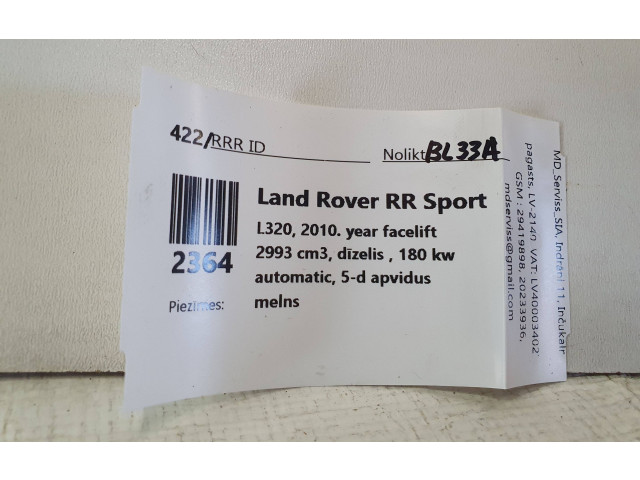 422/RRR ID
Nolikt BL33A
Land Rover RR Sport
L320, 2010. year facelift
2993 cm3, dīzelis , 180 kw
automatic, 5-d apvidus
melns
2364
Piezīmes:
MD_Serviss_SIA, Indrāni 11, Inčukaln
pagasts, LV-2140 VAT: LV40003402
GSM : 29419898, 20233936,
mdserviss@gmail.com